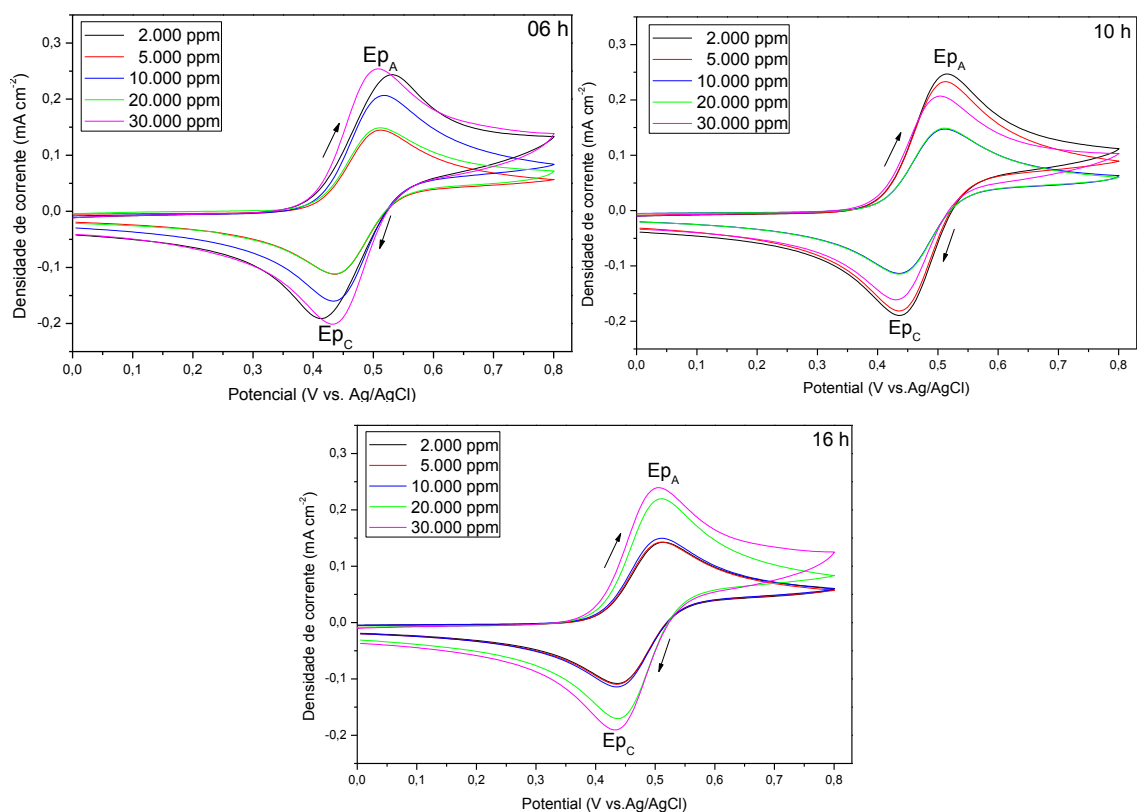 06 h
2.000 ppm
5.000 ppm
10.000 ppm
20.000 ppm
30.000 ppm
Ep_A
Ep_C
Densidade de corrente (mA cm⁻²)
0,3
0,2
0,1
0,0
-0,1
-0,2
0,0 0,1 0,2 0,3 0,4 0,5 0,6 0,7 0,8
Potencial (V vs. Ag/AgCl)
10 h
2.000 ppm
5.000 ppm
10.000 ppm
20.000 ppm
30.000 ppm
Ep_A
Ep_C
Densidade de corrente (mA cm⁻²)
0,3
0,2
0,1
0,0
-0,1
-0,2
0,0 0,1 0,2 0,3 0,4 0,5 0,6 0,7 0,8
Potential (V vs.Ag/AgCl)
16 h
2.000 ppm
5.000 ppm
10.000 ppm
20.000 ppm
30.000 ppm
Ep_A
Ep_C
Densidade de corrente (mA cm⁻²)
0,3
0,2
0,1
0,0
-0,1
-0,2
0,0 0,1 0,2 0,3 0,4 0,5 0,6 0,7 0,8
Potential (V vs.Ag/AgCl)